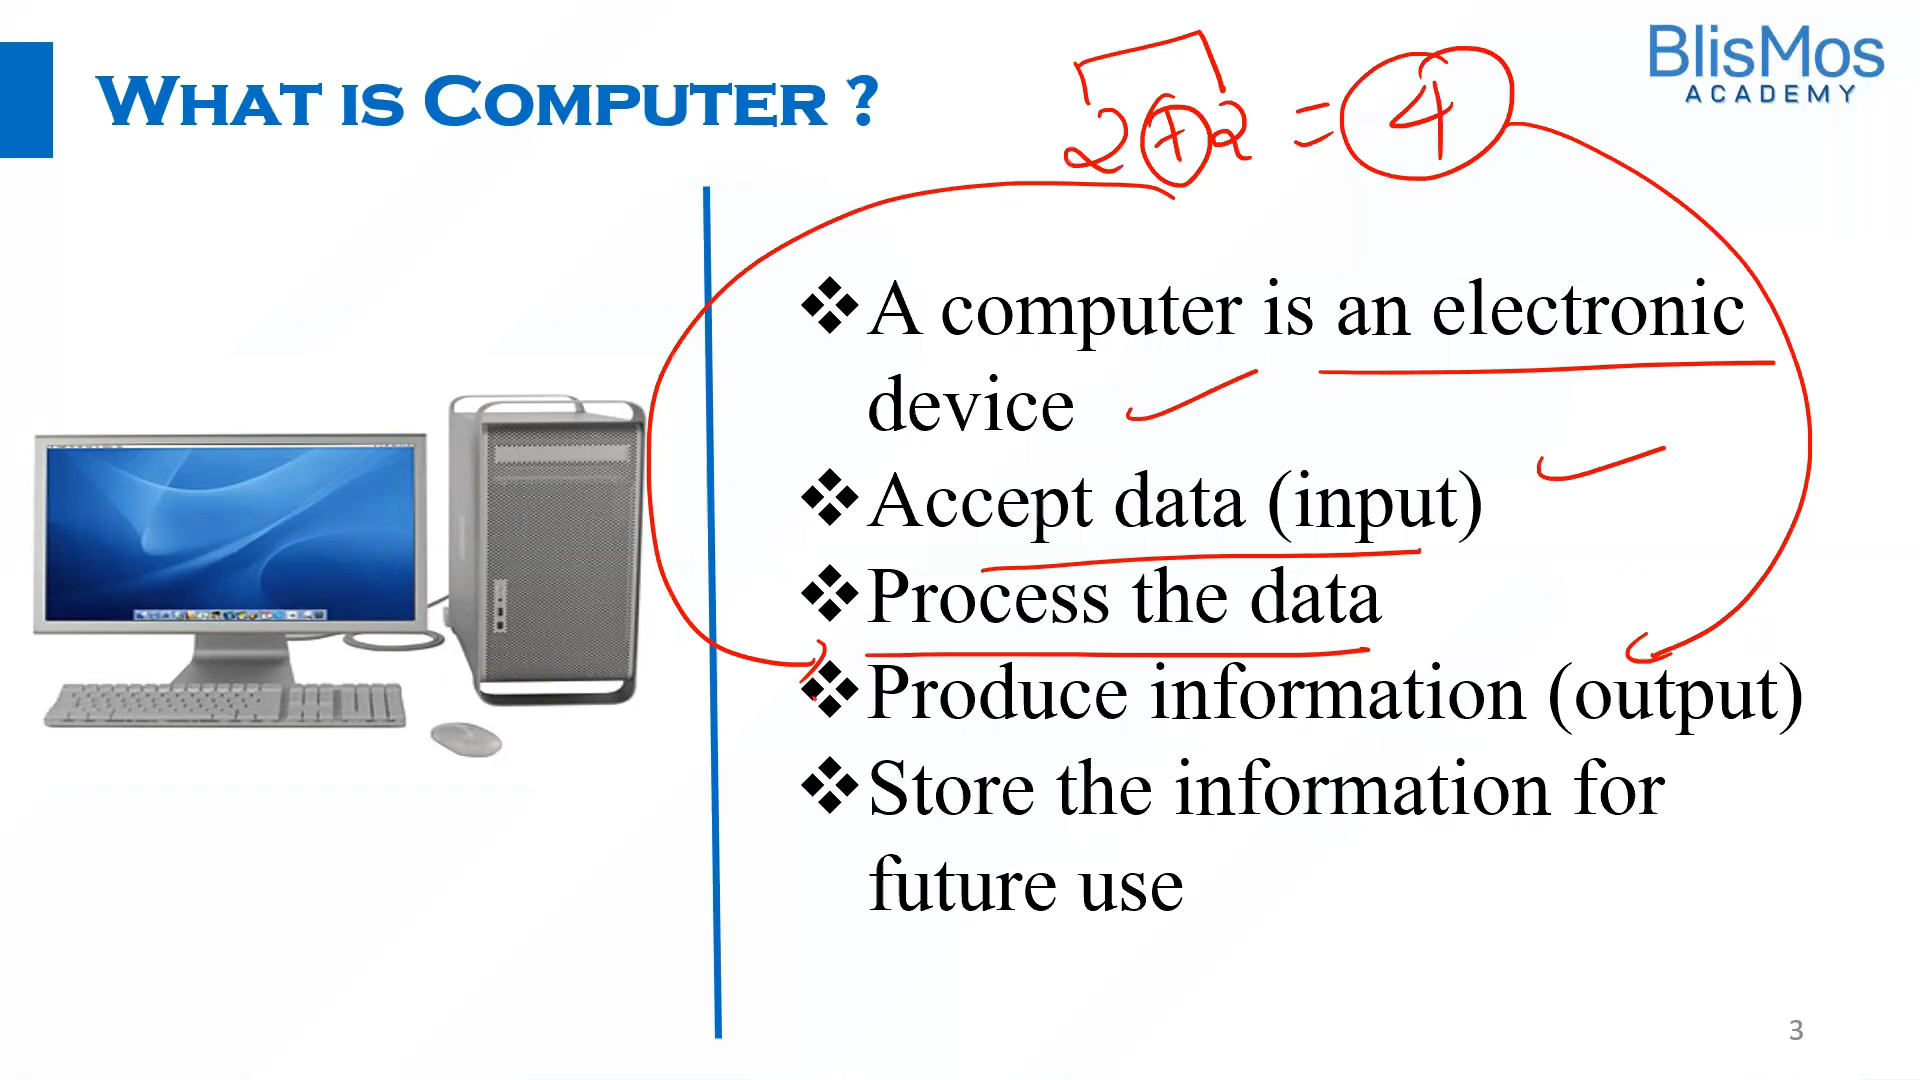 BlisMos
ACADEMY
WHAT IS COMPUTER ?
2+2 = 4
❖A computer is an electronic
device
❖Accept data (input)
❖Process the data
❖Produce information (output)
❖Store the information for
future use
3